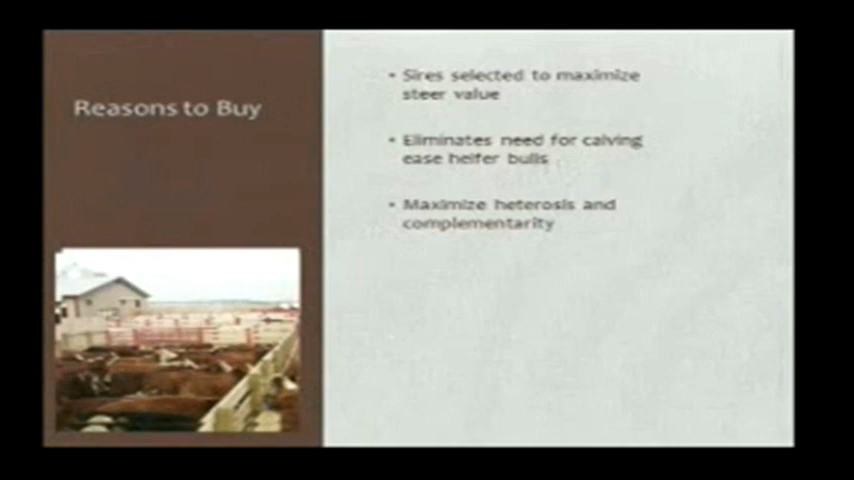 Reasons to Buy
• Sires selected to maximize
steer value
• Eliminates need for calving
ease heifer bulls
• Maximize heterosis and
complementarity